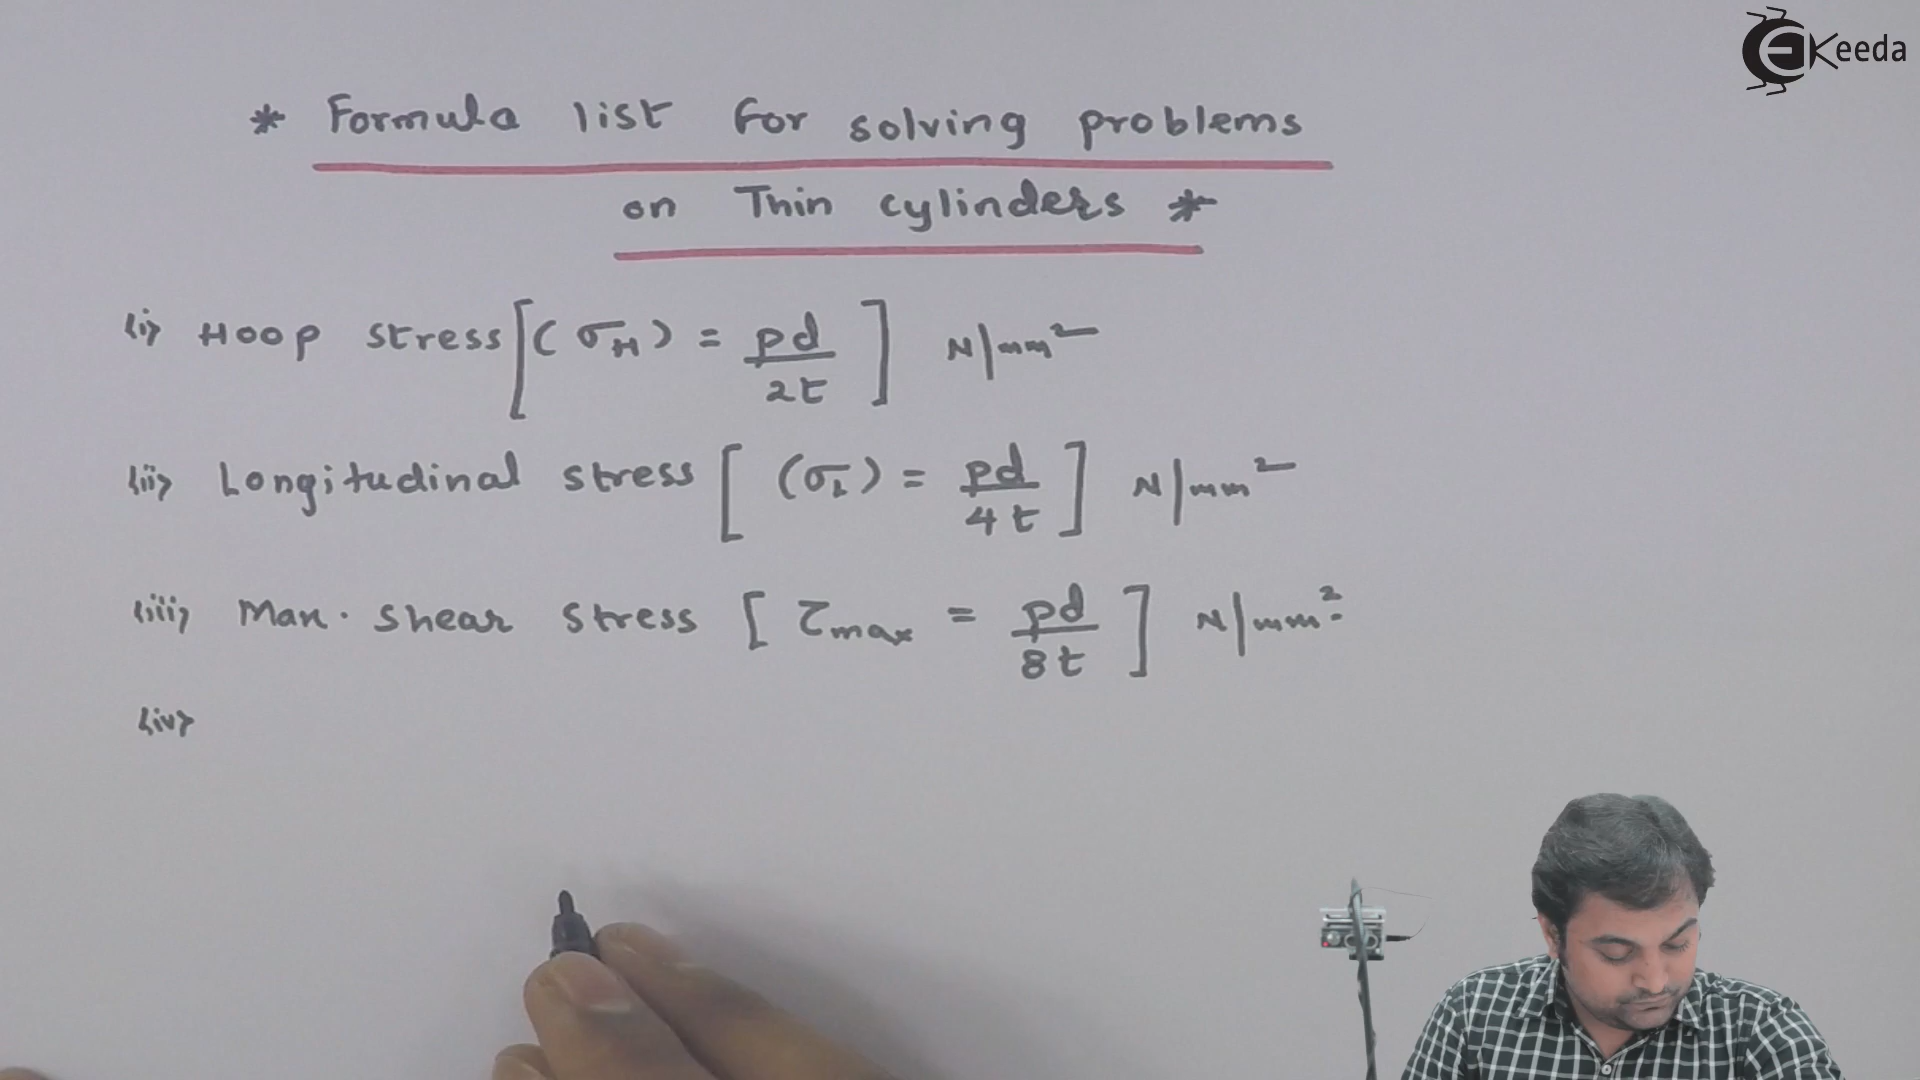 EKeeda
* Formula list for solving problems
on Thin cylinders *
(i) Hoop stress [(σH) = pd/2t] N/mm²
(ii) Longitudinal stress [(σL) = pd/4t] N/mm²
(iii) Max. shear stress [τmax = pd/8t] N/mm²
(iv)